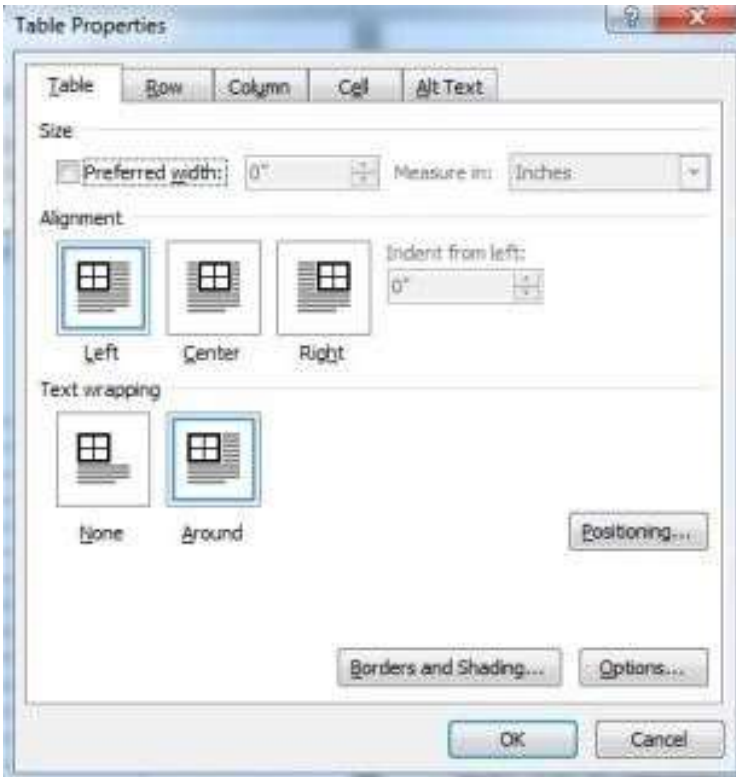 Table Properties
Table Row Column Cell Alt Text
Size
Preferred width: 0" Measure in: Inches
Alignment
Indent from left:
0"
Left Center Right
Text wrapping
None Around
Positioning...
Borders and Shading... Options...
OK Cancel